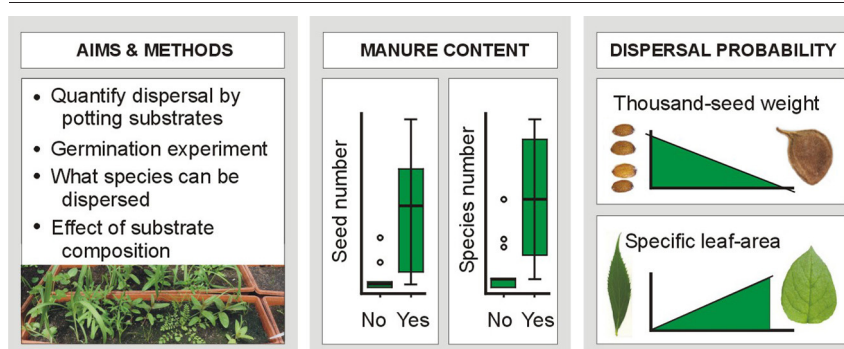 AIMS & METHODS
• Quantify dispersal by
potting substrates
• Germination experiment
• What species can be
dispersed
• Effect of substrate
composition
MANURE CONTENT
Seed number
No Yes
Species number
No Yes
DISPERSAL PROBABILITY
Thousand-seed weight
Specific leaf-area